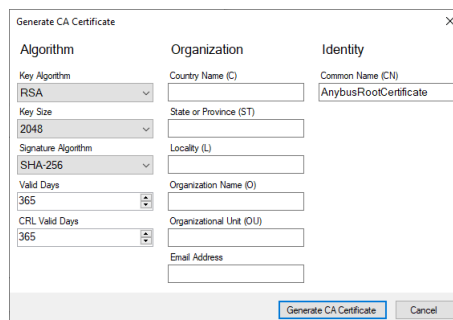 Generate CA Certificate
Algorithm
Key Algorithm
RSA
Key Size
2048
Signature Algorithm
SHA-256
Valid Days
365
CRL Valid Days
365
Organization
Country Name (C)
State or Province (ST)
Locality (L)
Organization Name (O)
Organizational Unit (OU)
Email Address
Identity
Common Name (CN)
AnybusRootCertificate
Generate CA Certificate
Cancel